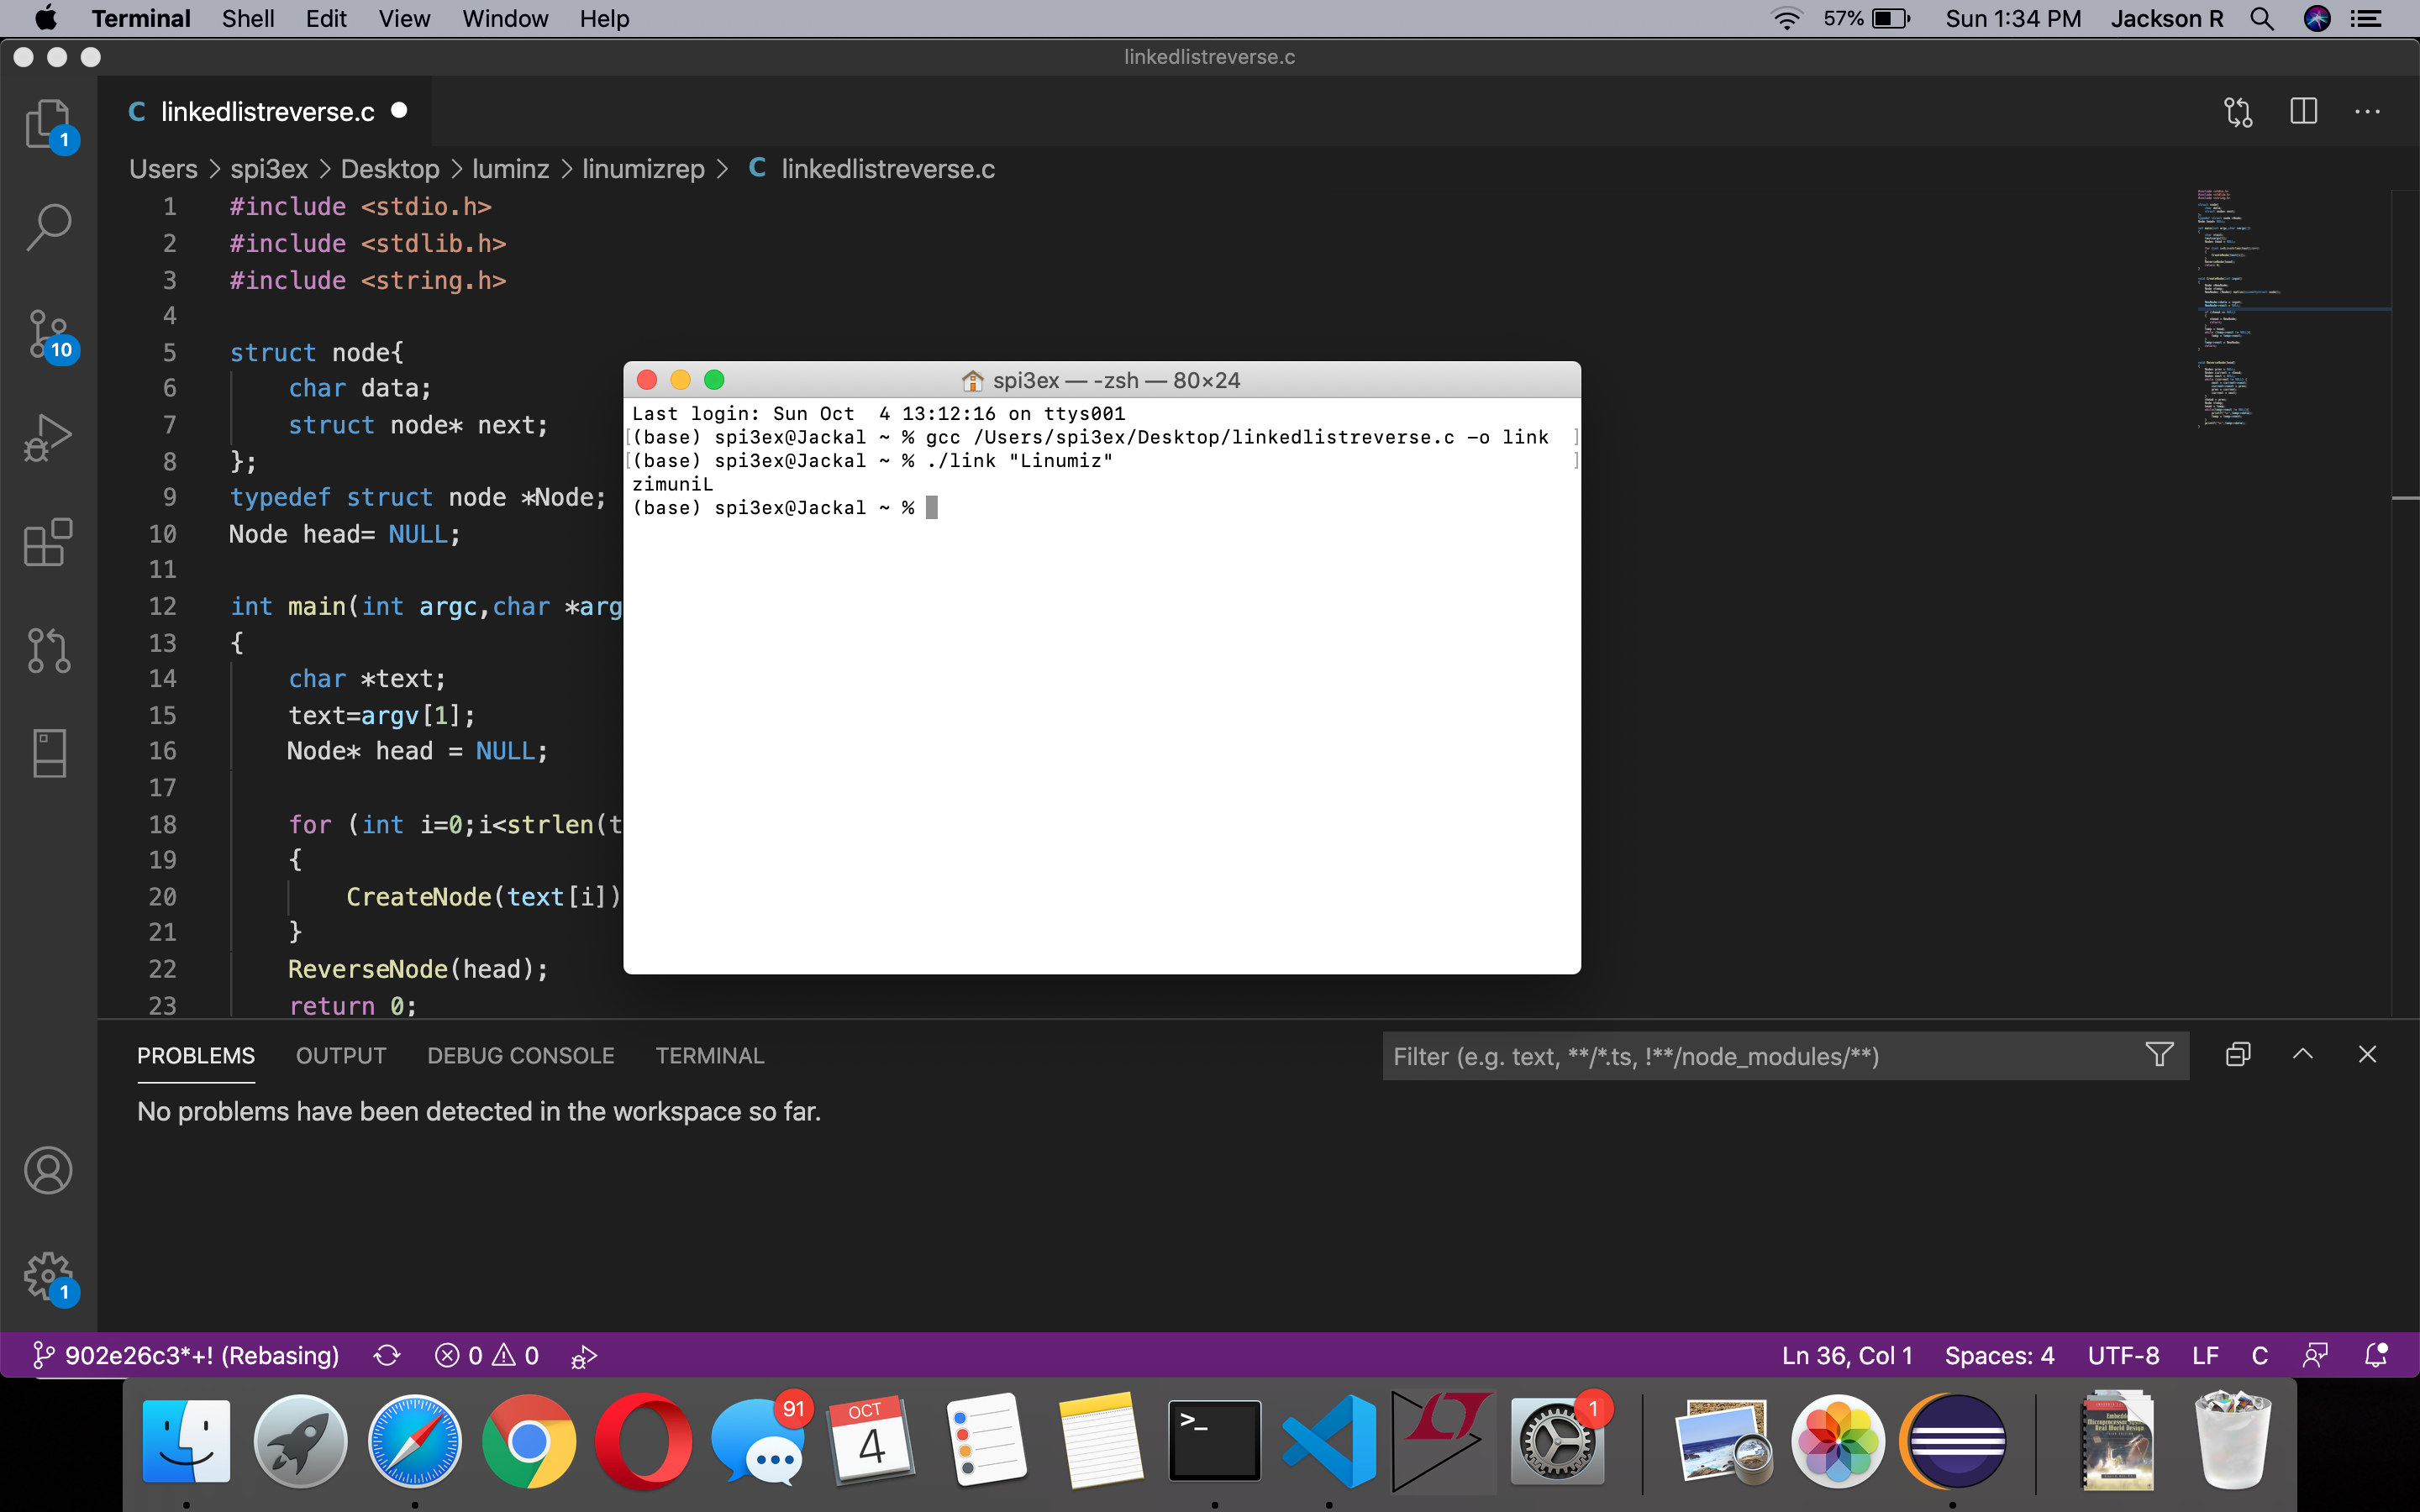 Terminal Shell Edit View Window Help 57% Sun 1:34 PM Jackson R
linkedlistreverse.c
C linkedlistreverse.c
1
Users > spi3ex > Desktop > luminz > linumizrep > C linkedlistreverse.c
1 #include <stdio.h>
2 #include <stdlib.h>
3 #include <string.h>
4
5 struct node{
6 char data;
7 struct node* next;
8 };
9 typedef struct node *Node;
10 Node head= NULL;
11
12 int main(int argc,char *arg
13 {
14 char *text;
15 text=argv[1];
16 Node* head = NULL;
17
18 for (int i=0;i<strlen(t
19 {
20 CreateNode(text[i])
21 }
22 ReverseNode(head);
23 return 0;
10
spi3ex — -zsh — 80×24
Last login: Sun Oct  4 13:12:16 on ttys001
[(base) spi3ex@Jackal ~ % gcc /Users/spi3ex/Desktop/linkedlistreverse.c -o link ]
[(base) spi3ex@Jackal ~ % ./link "Linumiz" ]
zimuniL
(base) spi3ex@Jackal ~ %
PROBLEMS OUTPUT DEBUG CONSOLE TERMINAL Filter (e.g. text, **/*.ts, !**/node_modules/**)
No problems have been detected in the workspace so far.
1
902e26c3*+! (Rebasing) 0 0 Ln 36, Col 1 Spaces: 4 UTF-8 LF C
91 OCT 4 >_ 1